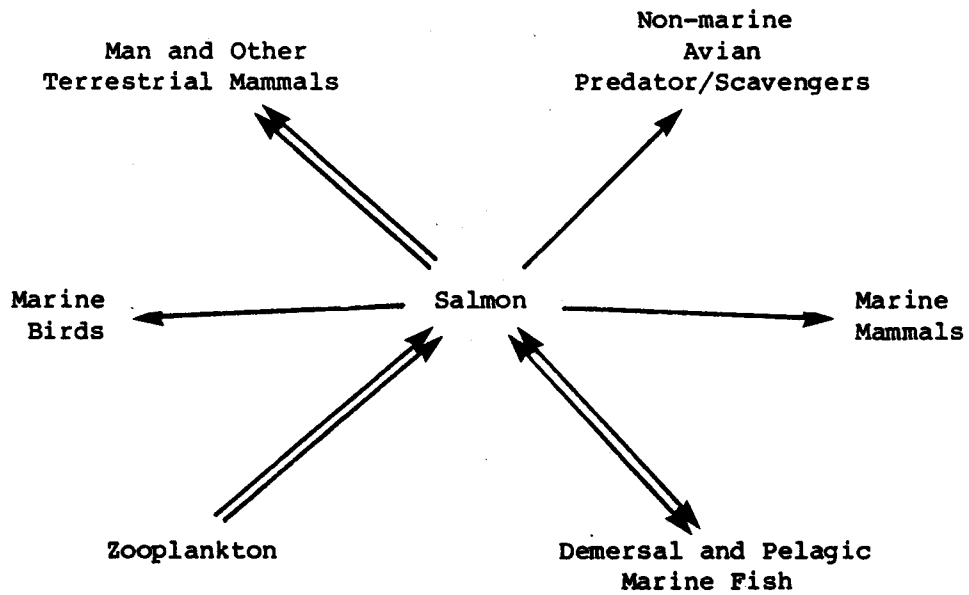 Man and Other
Terrestrial Mammals
Non-marine
Avian
Predator/Scavengers
Marine
Birds
Salmon
Marine
Mammals
Zooplankton
Demersal and Pelagic
Marine Fish